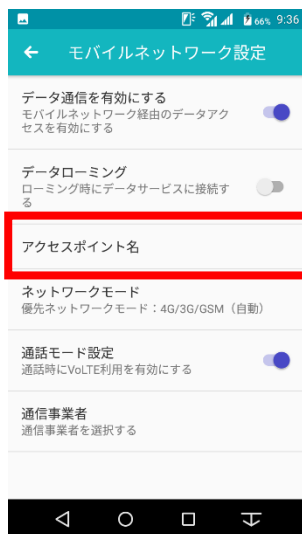 66% 9:36
モバイルネットワーク設定
データ通信を有効にする
モバイルネットワーク経由のデータアク
セスを有効にする
データローミング
ローミング時にデータサービスに接続す
る
アクセスポイント名
ネットワークモード
優先ネットワークモード：4G/3G/GSM（自動）
通話モード設定
通話時にVoLTE利用を有効にする
通信事業者
通信事業者を選択する